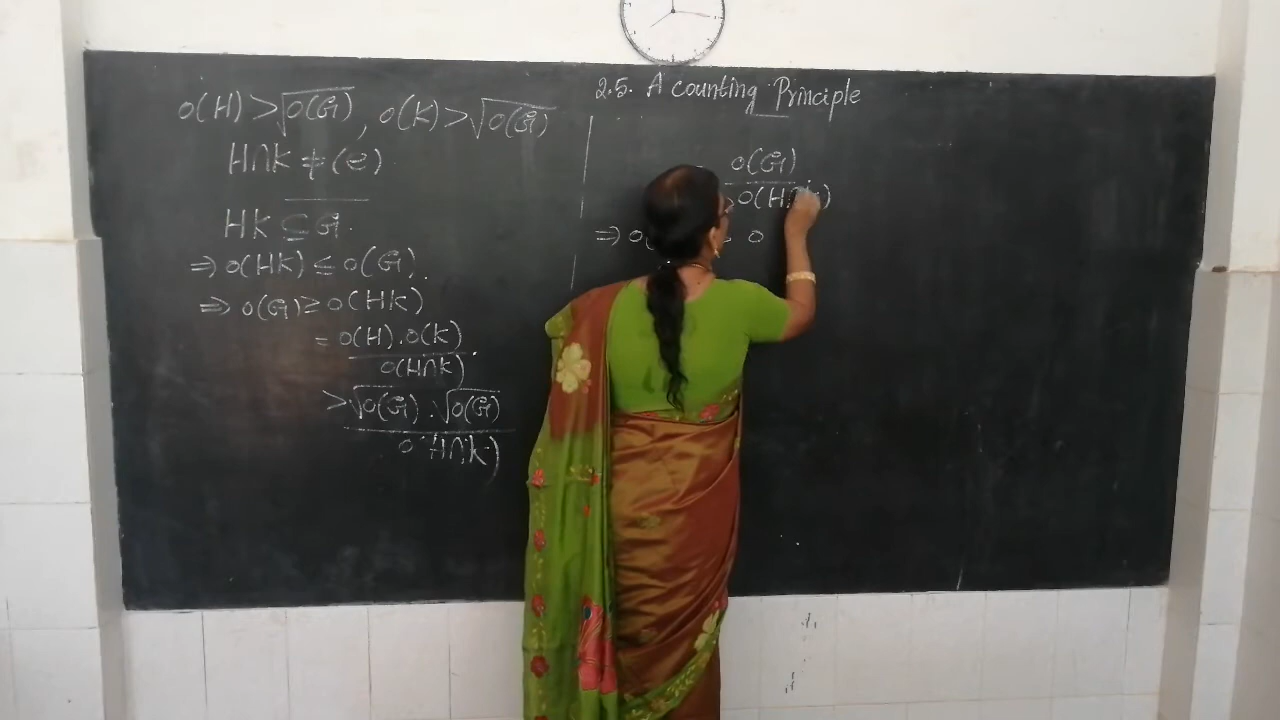 2.5. A counting Principle
o(H) > √o(G), o(K) > √o(G)
H∩K ≠ (e)
HK ⊆ G.
⇒ o(HK) ≤ o(G).
⇒ o(G) ≥ o(HK)
= o(H).o(K)
o(H∩K)
> √o(G) . √o(G)
o(H∩K)
o(G)
⇒ o(